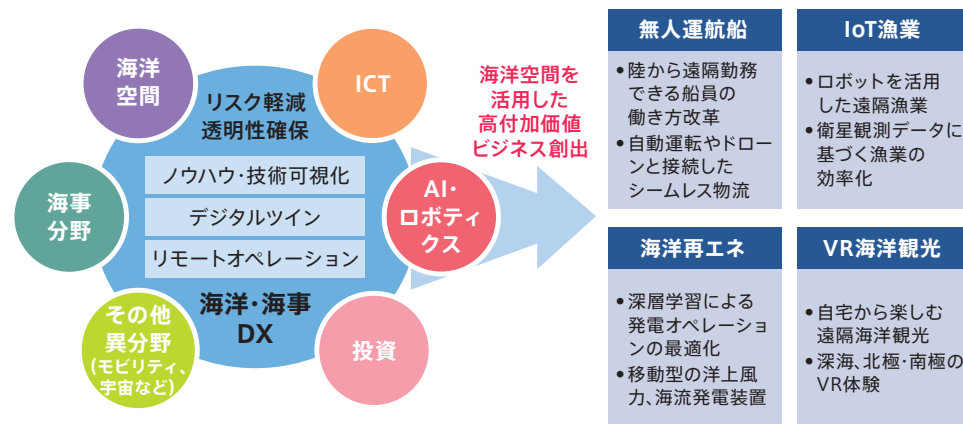 海洋
空間
ICT
海事
分野
AI・
ロボティ
クス
その他
異分野
(モビリティ、
宇宙など)
投資
リスク軽減
透明性確保
ノウハウ・技術可視化
デジタルツイン
リモートオペレーション
海洋・海事
DX
海洋空間を
活用した
高付加価値
ビジネス創出
無人運航船
•陸から遠隔勤務
できる船員の
働き方改革
•自動運転やドロー
ンと接続した
シームレス物流
IoT漁業
•ロボットを活用
した遠隔漁業
•衛星観測データに
基づく漁業の
効率化
海洋再エネ
•深層学習による
発電オペレーショ
ンの最適化
•移動型の洋上風
力、海流発電装置
VR海洋観光
•自宅から楽しむ
遠隔海洋観光
•深海、北極・南極の
VR体験